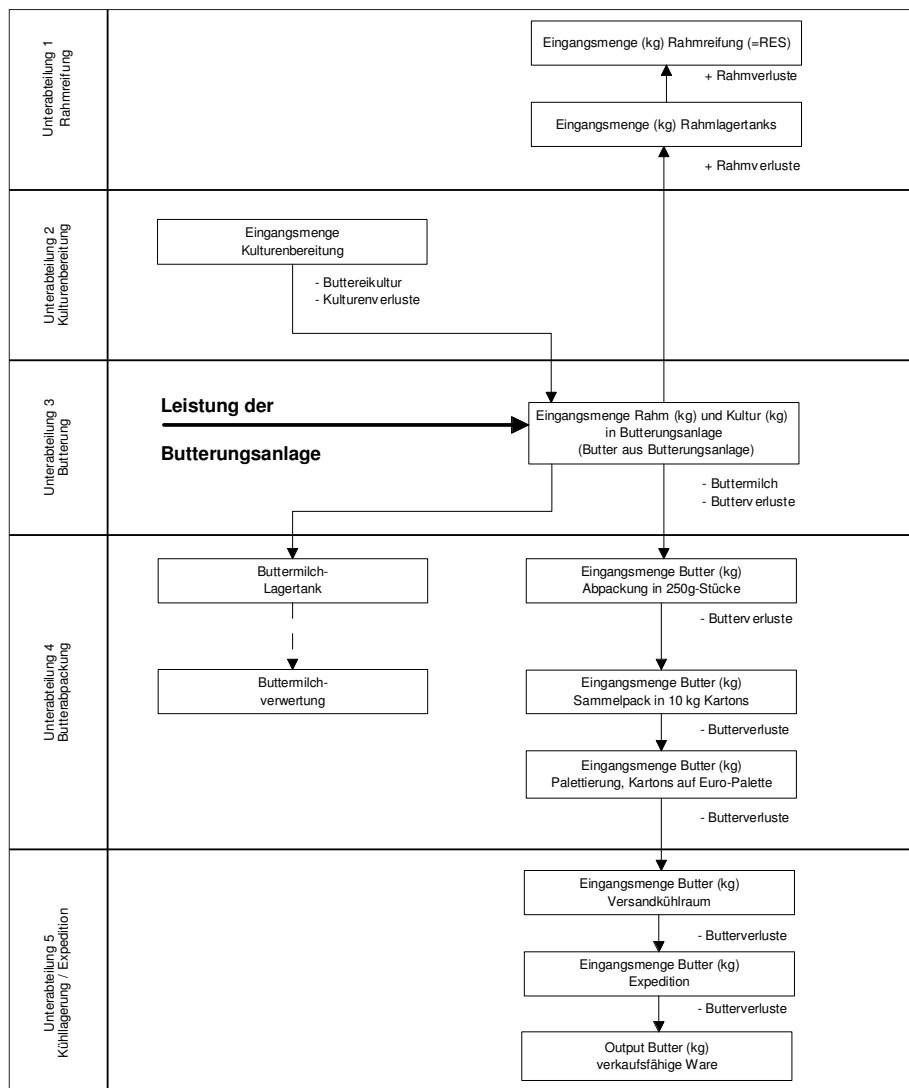 Unterabteilung 1
Rahmreifung
Eingangsmenge (kg) Rahmreifung (=RES)
+ Rahmverluste
Eingangsmenge (kg) Rahmlagertanks
+ Rahmverluste
Unterabteilung 2
Kulturenbereitung
Eingangsmenge
Kulturenbereitung
- Buttereikultur
- Kulturenverluste
Unterabteilung 3
Butterung
Leistung der
Butterungsanlage
Eingangsmenge Rahm (kg) und Kultur (kg)
in Butterungsanlage
(Butter aus Butterungsanlage)
- Buttermilch
- Butterverluste
Unterabteilung 4
Butterabpackung
Buttermilch-
Lagertank
Buttermilch-
verwertung
Eingangsmenge Butter (kg)
Abpackung in 250g-Stücke
- Butterverluste
Eingangsmenge Butter (kg)
Sammelpack in 10 kg Kartons
- Butterverluste
Eingangsmenge Butter (kg)
Palettierung, Kartons auf Euro-Palette
- Butterverluste
Unterabteilung 5
Kühllagerung / Expedition
Eingangsmenge Butter (kg)
Versandkühlraum
- Butterverluste
Eingangsmenge Butter (kg)
Expedition
- Butterverluste
Output Butter (kg)
verkaufsfähige Ware